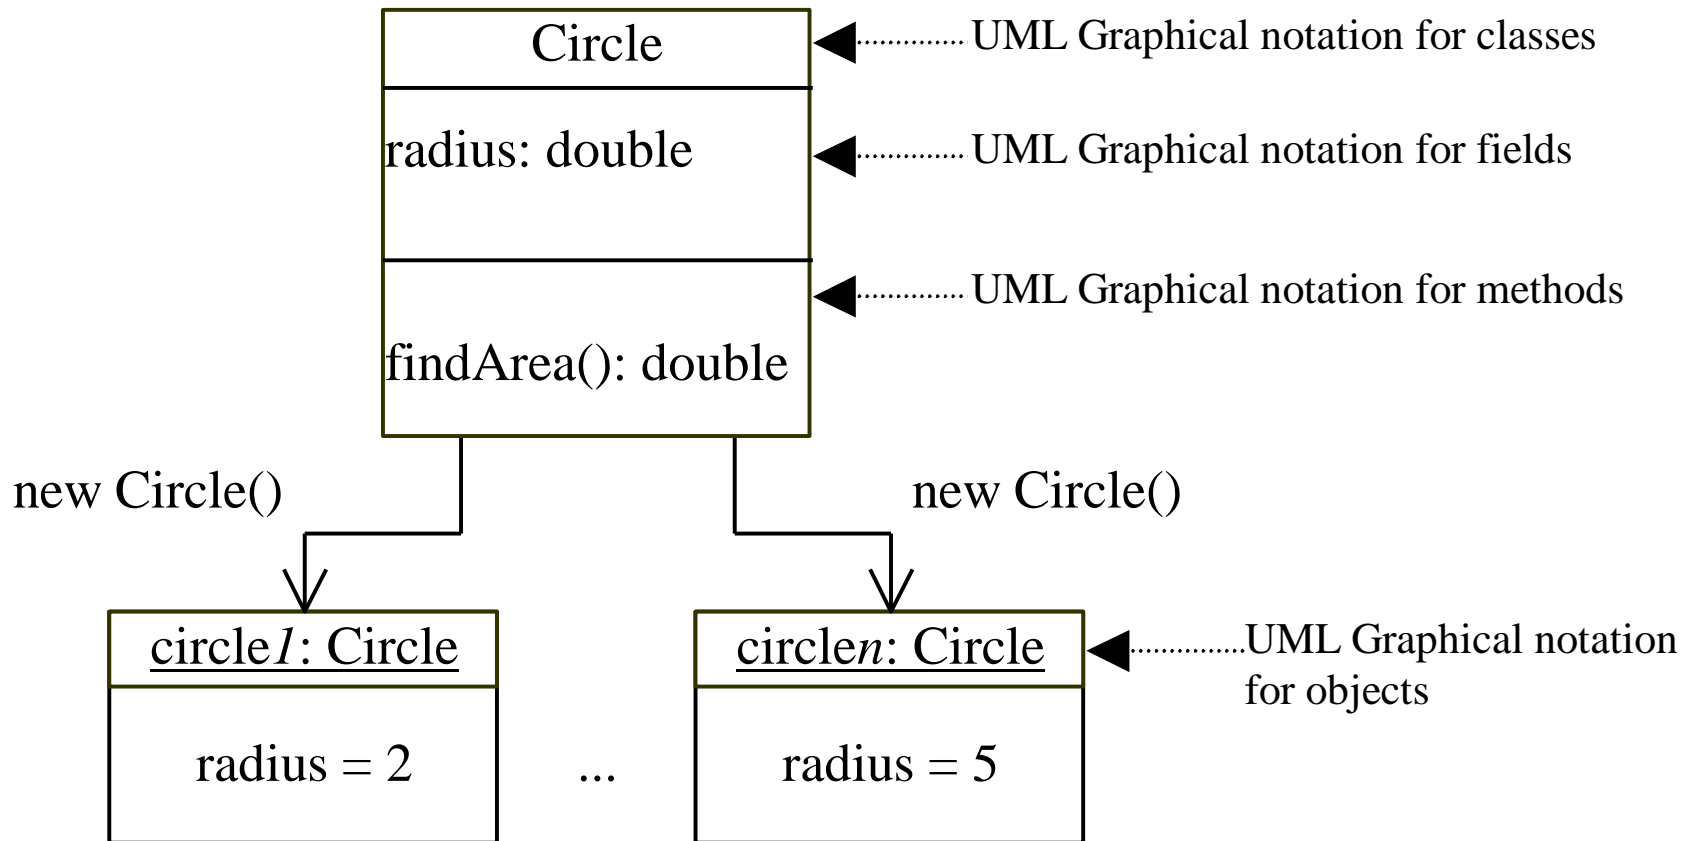 Circle
UML Graphical notation for classes
radius: double
UML Graphical notation for fields
UML Graphical notation for methods
findArea(): double
new Circle()
new Circle()
circle1: Circle
circlen: Circle
UML Graphical notation
for objects
radius = 2
...
radius = 5